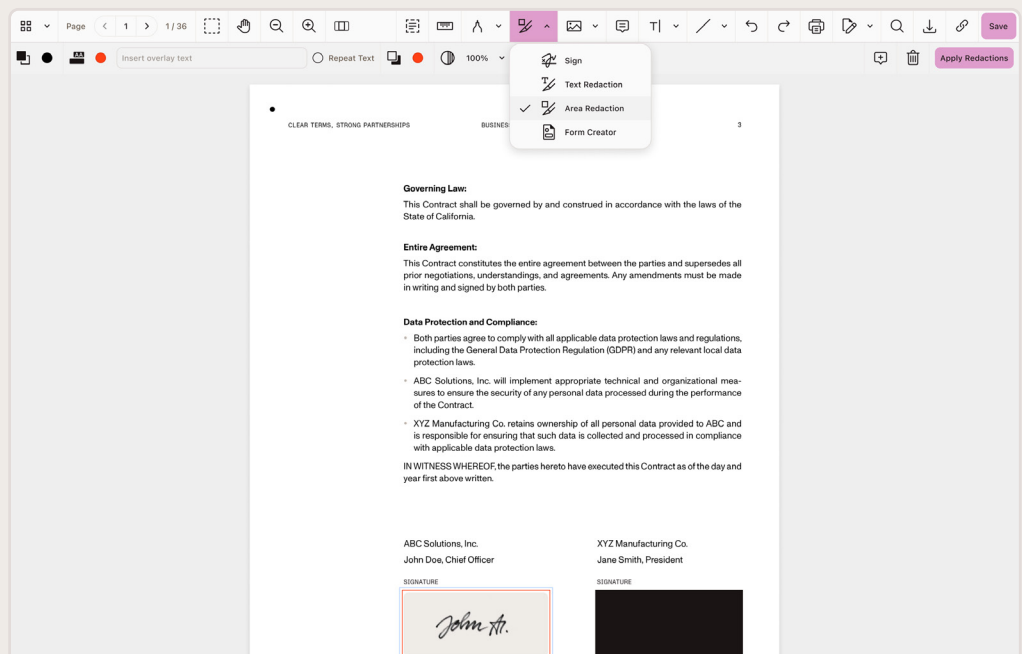 Page 1 1 / 36 Save
Insert overlay text Repeat Text 100% Apply Redactions
Sign
Text Redaction
Area Redaction
Form Creator
CLEAR TERMS, STRONG PARTNERSHIPS 3
Governing Law:
This Contract shall be governed by and construed in accordance with the laws of the
State of California.
Entire Agreement:
This Contract constitutes the entire agreement between the parties and supersedes all
prior negotiations, understandings, and agreements. Any amendments must be made
in writing and signed by both parties.
Data Protection and Compliance:
Both parties agree to comply with all applicable data protection laws and regulations,
including the General Data Protection Regulation (GDPR) and any relevant local data
protection laws.
ABC Solutions, Inc. will implement appropriate technical and organizational mea-
sures to ensure the security of any personal data processed during the performance
of the Contract.
XYZ Manufacturing Co. retains ownership of all personal data provided to ABC and
is responsible for ensuring that such data is collected and processed in compliance
with applicable data protection laws.
IN WITNESS WHEREOF, the parties hereto have executed this Contract as of the day and
year first above written.
ABC Solutions, Inc. XYZ Manufacturing Co.
John Doe, Chief Officer Jane Smith, President
SIGNATURE SIGNATURE
John